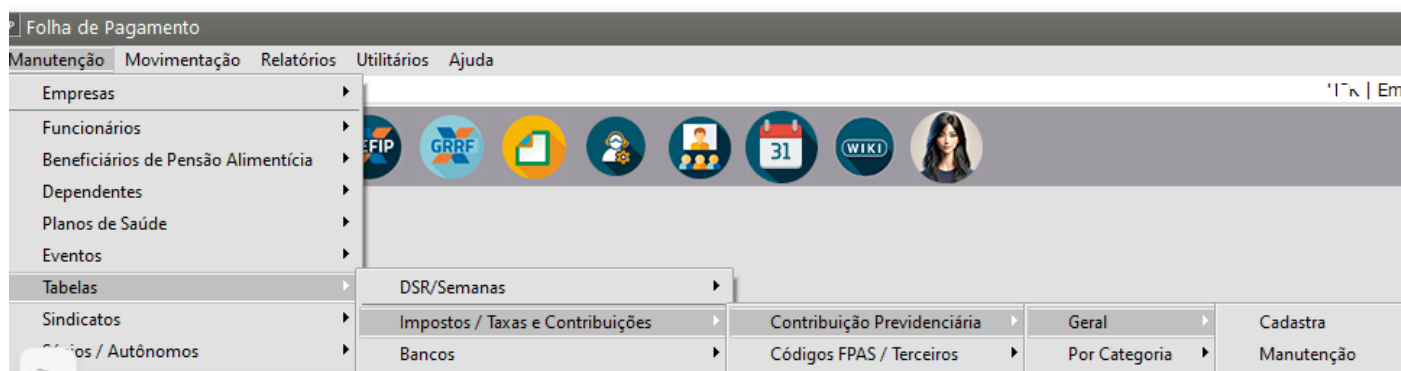 Folha de Pagamento
Manutenção Movimentação Relatórios Utilitários Ajuda
Empresas
| Em
Funcionários
Beneficiários de Pensão Alimentícia
Dependentes
Planos de Saúde
Eventos
EFIP GRRF 31 WIKI
Tabelas DSR/Semanas
Sindicatos Impostos / Taxas e Contribuições Contribuição Previdenciária Geral Cadastra
/ Autônomos Bancos Códigos FPAS / Terceiros Por Categoria Manutenção